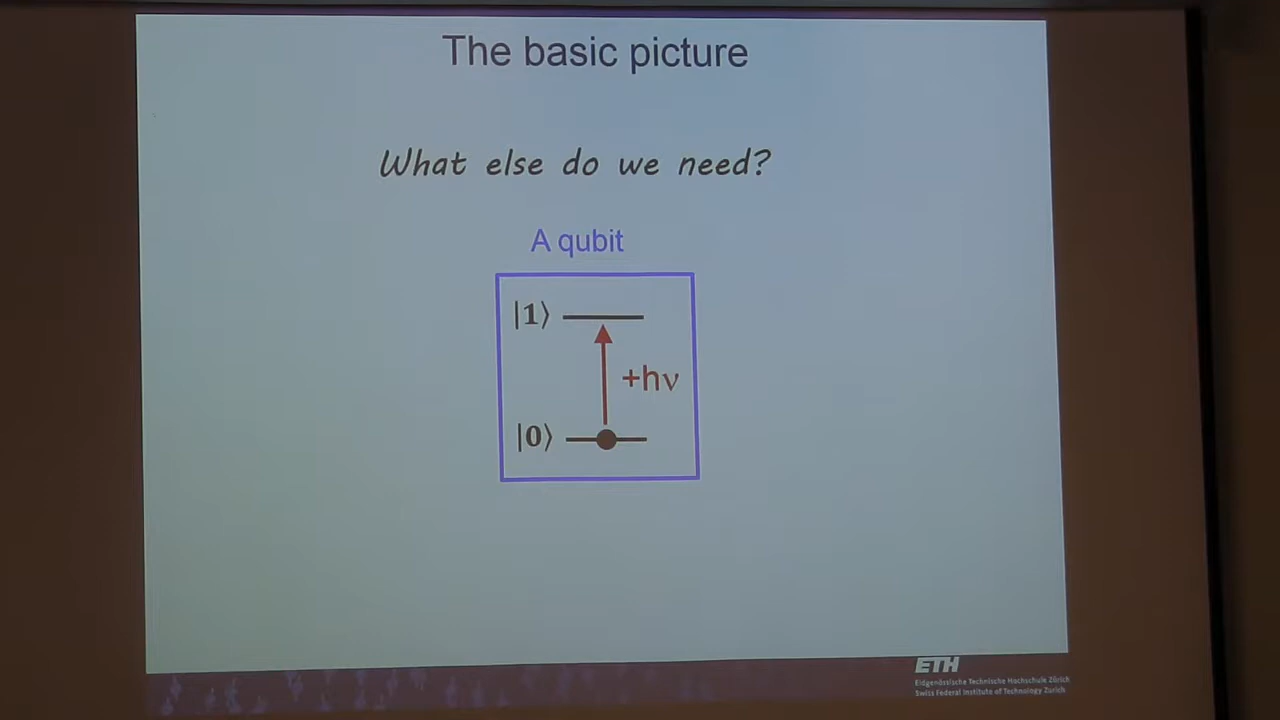 The basic picture
What else do we need?
A qubit
|1⟩
+hν
|0⟩
ETH
Eidgenössische Technische Hochschule Zürich
Swiss Federal Institute of Technology Zurich